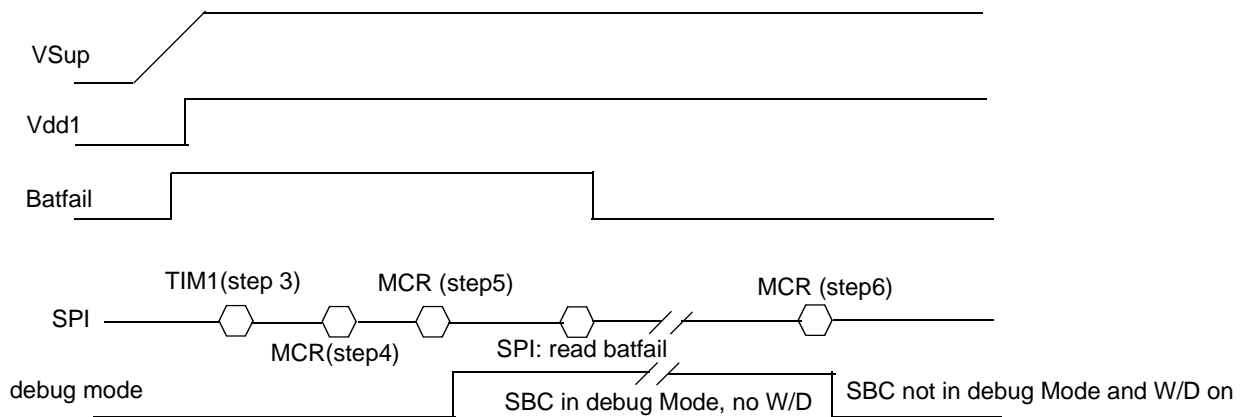 VSup
Vdd1
Batfail
TIM1(step 3)
MCR (step5)
MCR (step6)
SPI
MCR(step4)
SPI: read batfail
debug mode
SBC in debug Mode, no W/D
SBC not in debug Mode and W/D on